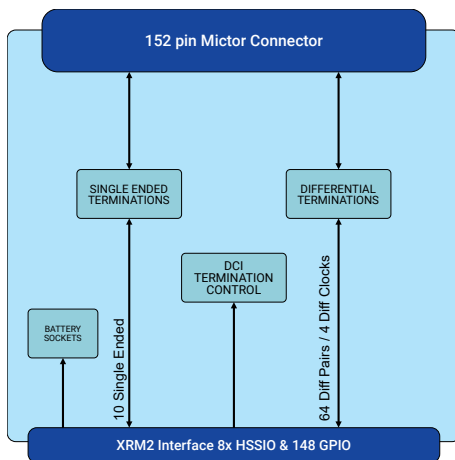 152 pin Mictor Connector
SINGLE ENDED
TERMINATIONS
DIFFERENTIAL
TERMINATIONS
DCI
TERMINATION
CONTROL
BATTERY
SOCKETS
10 Single Ended
64 Diff Pairs / 4 Diff Clocks
XRM2 Interface 8x HSSIO & 148 GPIO